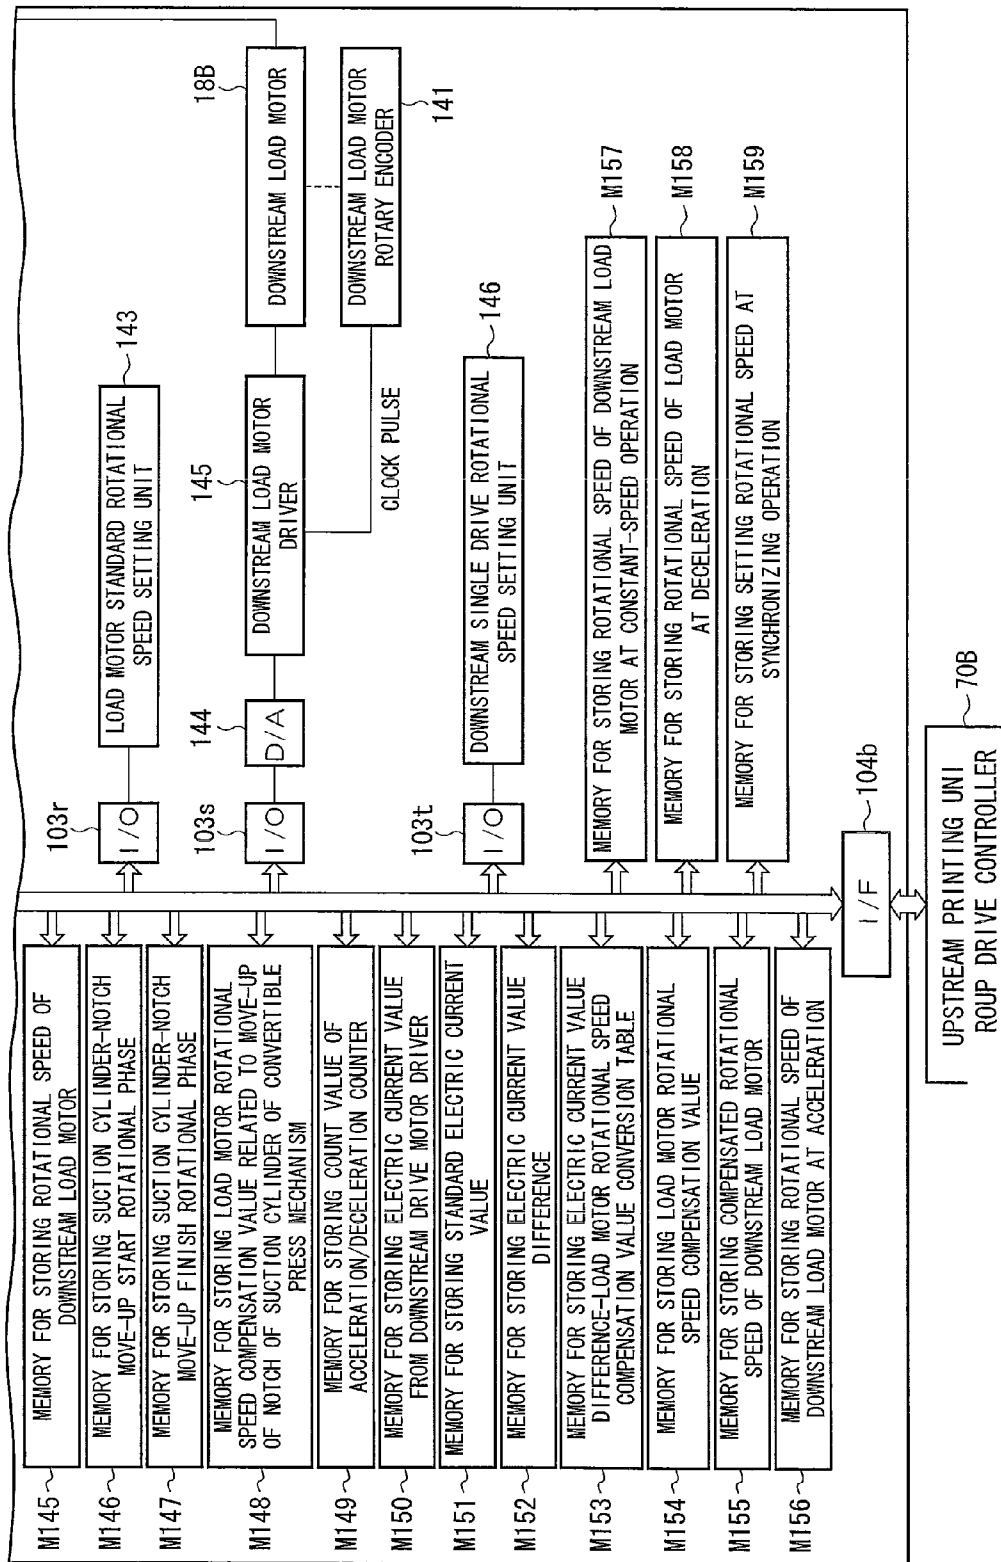 M145
MEMORY FOR STORING ROTATIONAL SPEED OF
DOWNSTREAM LOAD MOTOR
M146
MEMORY FOR STORING SUCTION CYLINDER-NOTCH
MOVE-UP START ROTATIONAL PHASE
M147
MEMORY FOR STORING SUCTION CYLINDER-NOTCH
MOVE-UP FINISH ROTATIONAL PHASE
M148
MEMORY FOR STORING LOAD MOTOR ROTATIONAL
SPEED COMPENSATION VALUE RELATED TO MOVE-UP
OF NOTCH OF SUCTION CYLINDER OF CONVERTIBLE
PRESS MECHANISM
M149
MEMORY FOR STORING COUNT VALUE OF
ACCELERATION/DECELERATION COUNTER
M150
MEMORY FOR STORING ELECTRIC CURRENT VALUE
FROM DOWNSTREAM DRIVE MOTOR DRIVER
M151
MEMORY FOR STORING STANDARD ELECTRIC CURRENT
VALUE
M152
MEMORY FOR STORING ELECTRIC CURRENT VALUE
DIFFERENCE
M153
MEMORY FOR STORING ELECTRIC CURRENT VALUE
DIFFERENCE-LOAD MOTOR ROTATIONAL SPEED
COMPENSATION VALUE CONVERSION TABLE
M154
MEMORY FOR STORING LOAD MOTOR ROTATIONAL
SPEED COMPENSATION VALUE
M155
MEMORY FOR STORING COMPENSATED ROTATIONAL
SPEED OF DOWNSTREAM LOAD MOTOR
M156
MEMORY FOR STORING ROTATIONAL SPEED OF
DOWNSTREAM LOAD MOTOR AT ACCELERATION
103r
I/O
LOAD MOTOR STANDARD ROTATIONAL
SPEED SETTING UNIT
143
103s
I/O
144
D/A
145
DOWNSTREAM LOAD MOTOR
DRIVER
18B
DOWNSTREAM LOAD MOTOR
DOWNSTREAM LOAD MOTOR
ROTARY ENCODER
141
CLOCK PULSE
103t
I/O
DOWNSTREAM SINGLE DRIVE ROTATIONAL
SPEED SETTING UNIT
146
MEMORY FOR STORING ROTATIONAL SPEED OF DOWNSTREAM LOAD
MOTOR AT CONSTANT-SPEED OPERATION
M157
MEMORY FOR STORING ROTATIONAL SPEED OF LOAD MOTOR
AT DECELERATION
M158
MEMORY FOR STORING SETTING ROTATIONAL SPEED AT
SYNCHRONIZING OPERATION
M159
I/F
104b
UPSTREAM PRINTING UNI
ROUP DRIVE CONTROLLER
70B